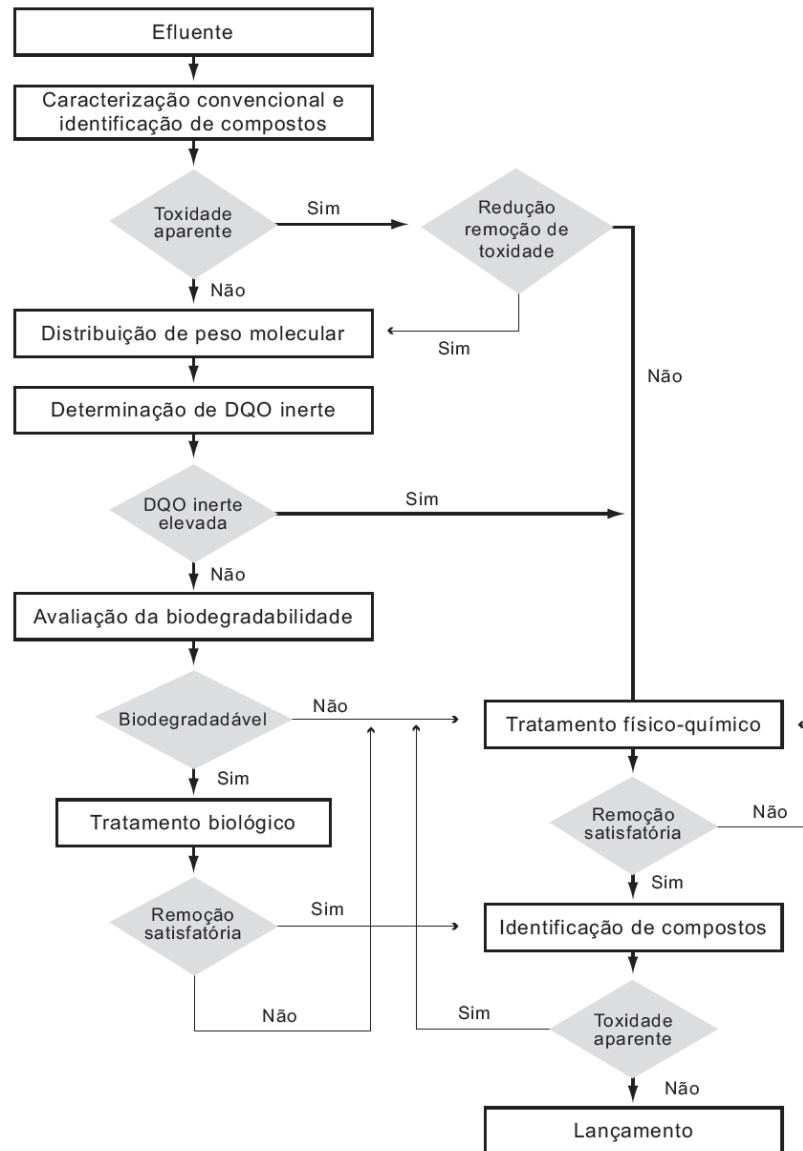 Efluente
Caracterização convencional e
identificação de compostos
Toxidade
aparente
Sim
Redução
remoção de
toxidade
Não
Distribuição de peso molecular
Sim
Não
Determinação de DQO inerte
DQO inerte
elevada
Sim
Não
Avaliação da biodegradabilidade
Biodegradadável
Não
Tratamento físico-químico
Sim
Tratamento biológico
Remoção
satisfatória
Não
Sim
Remoção
satisfatória
Sim
Identificação de compostos
Não
Sim
Toxidade
aparente
Não
Lançamento